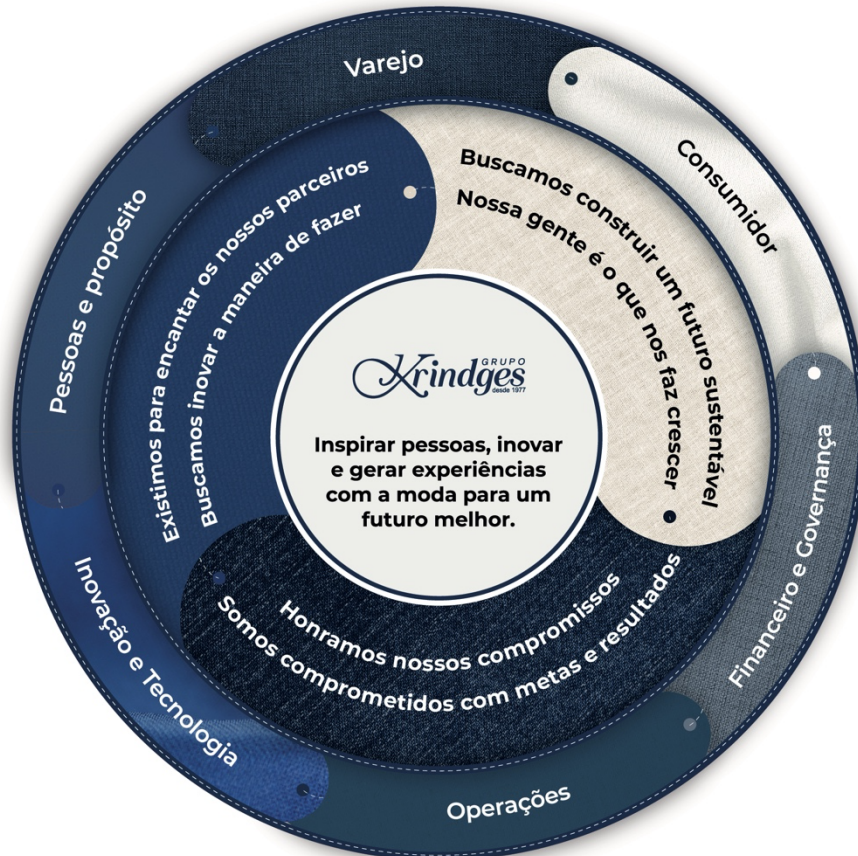 Varejo
Consumidor
Financeiro e Governança
Operações
Inovação e Tecnologia
Pessoas e propósito
Existimos para encantar os nossos parceiros
Buscamos inovar a maneira de fazer
Buscamos construir um futuro sustentável
Nossa gente é o que nos faz crescer
Honramos nossos compromissos
Somos comprometidos com metas e resultados
GRUPO
Krindges
desde 1977
Inspirar pessoas, inovar
e gerar experiências
com a moda para um
futuro melhor.